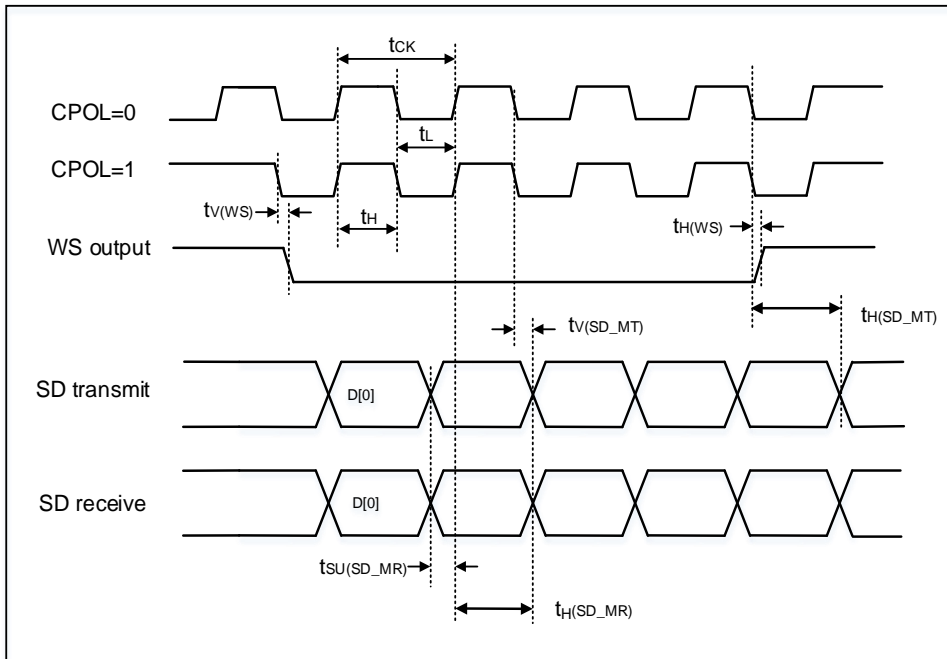 tCK
CPOL=0
tL
CPOL=1
tV(WS)
tH
tH(WS)
WS output
tV(SD_MT)
tH(SD_MT)
SD transmit
D[0]
SD receive
D[0]
tSU(SD_MR)
tH(SD_MR)